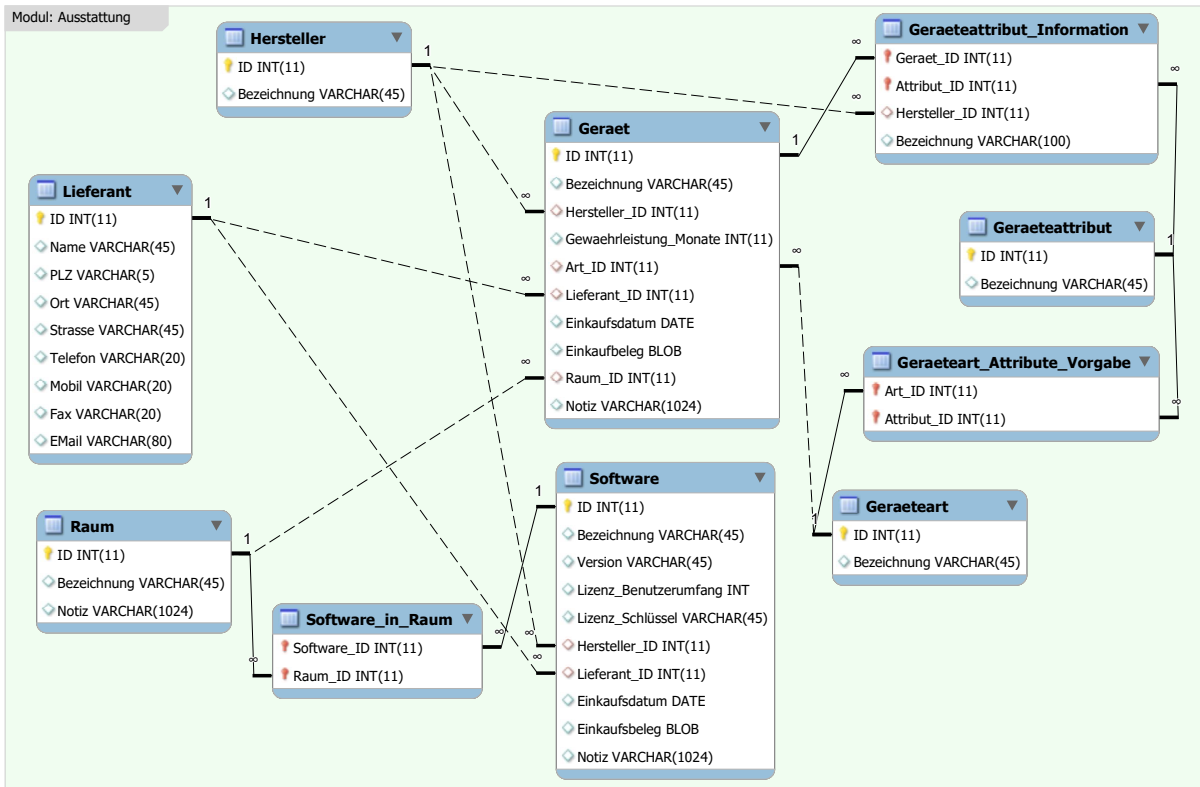 Modul: Ausstattung
Hersteller
ID INT(11)
Bezeichnung VARCHAR(45)
1
Geraeteattribut_Information
Geraet_ID INT(11)
Attribut_ID INT(11)
Hersteller_ID INT(11)
Bezeichnung VARCHAR(100)
∞
∞
∞
Geraet
ID INT(11)
Bezeichnung VARCHAR(45)
Hersteller_ID INT(11)
Gewaehrleistung_Monate INT(11)
Art_ID INT(11)
Lieferant_ID INT(11)
Einkaufsdatum DATE
Einkaufbeleg BLOB
Raum_ID INT(11)
Notiz VARCHAR(1024)
1
∞
∞
∞
∞
Lieferant
ID INT(11)
Name VARCHAR(45)
PLZ VARCHAR(5)
Ort VARCHAR(45)
Strasse VARCHAR(45)
Telefon VARCHAR(20)
Mobil VARCHAR(20)
Fax VARCHAR(20)
EMail VARCHAR(80)
1
Geraeteattribut
ID INT(11)
Bezeichnung VARCHAR(45)
1
Geraeteart_Attribute_Vorgabe
Art_ID INT(11)
Attribut_ID INT(11)
∞
∞
Software
ID INT(11)
Bezeichnung VARCHAR(45)
Version VARCHAR(45)
Lizenz_Benutzerumfang INT
Lizenz_Schlüssel VARCHAR(45)
Hersteller_ID INT(11)
Lieferant_ID INT(11)
Einkaufsdatum DATE
Einkaufsbeleg BLOB
Notiz VARCHAR(1024)
1
∞
∞
Geraeteart
ID INT(11)
Bezeichnung VARCHAR(45)
1
Raum
ID INT(11)
Bezeichnung VARCHAR(45)
Notiz VARCHAR(1024)
1
Software_in_Raum
Software_ID INT(11)
Raum_ID INT(11)
∞
∞